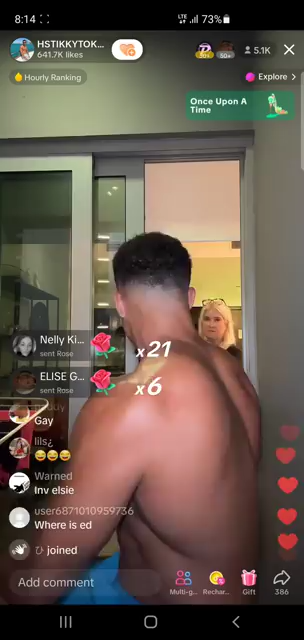 8:14
LTE
73%
HSTIKKYTOK...
641.7K likes
30+
50+
5.1K
Hourly Ranking
Explore >
Once Upon A
Time
Nelly Ki...
sent Rose
x21
ELISE G...
sent Rose
x6
Gay
lils¿
😂😂😂
Warned
Inv elsie
user6871010959736
Where is ed
joined
Add comment
Multi-g...
Rechar...
Gift
386